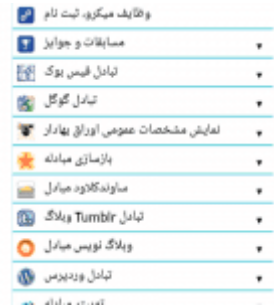 وظایف میکرو، ثبت نام
مسابقات و جوایز
تبادل فیس بوک
تبادل گوگل
نمایش مشخصات عمومی اوراق بهادار
بازسازی مبادله
ساوندکلاود مبادل
تبادل Tumblr وبلاگ
وبلاگ نویس مبادل
تبادل وردپرس